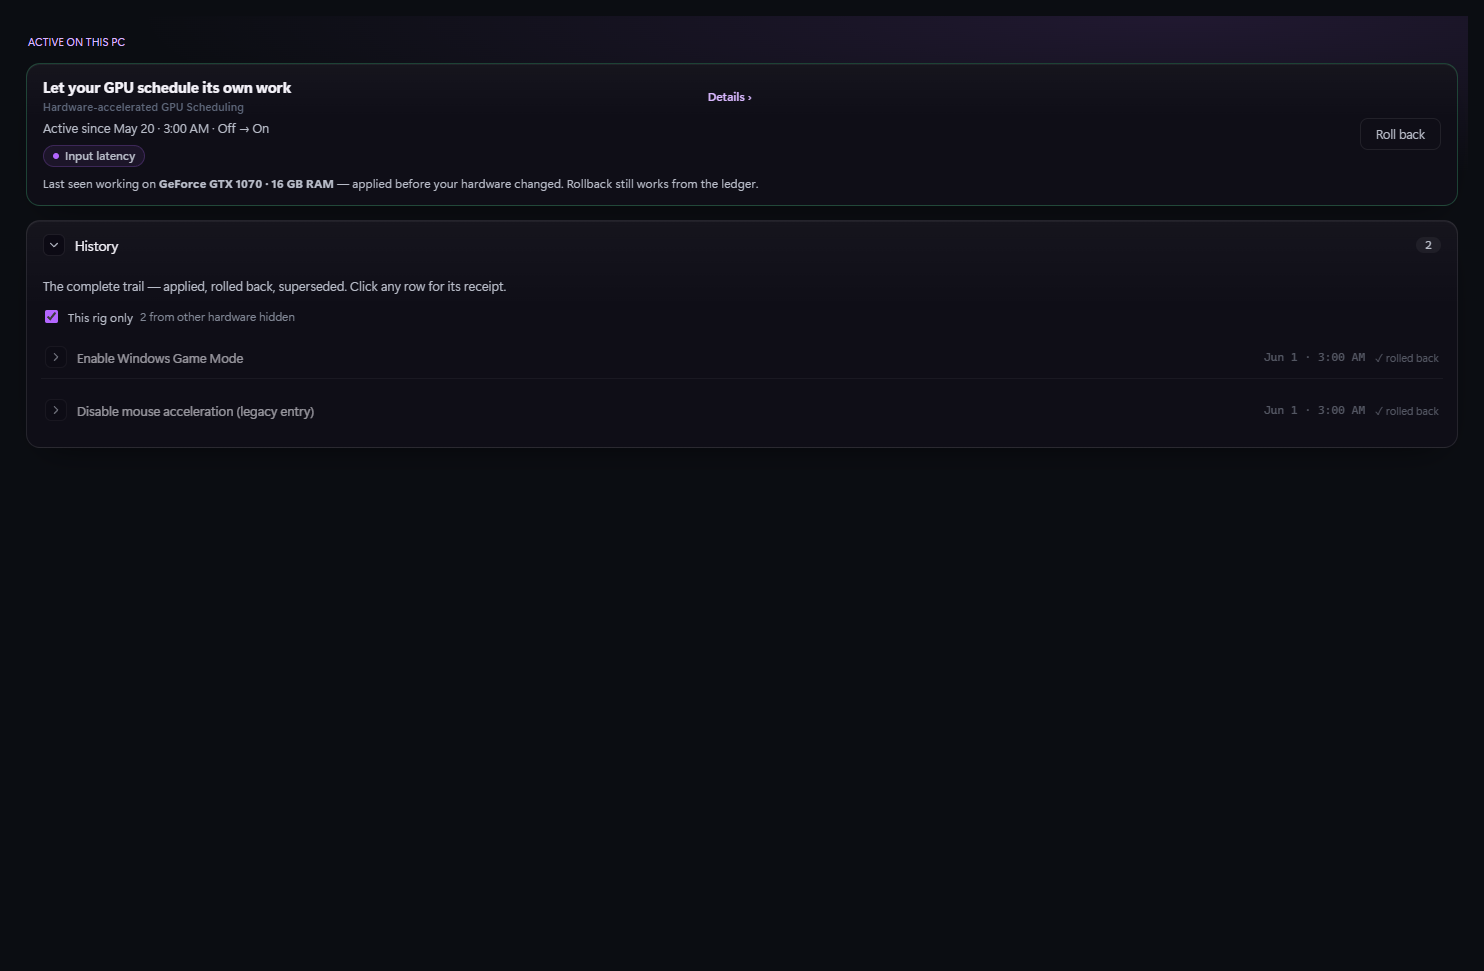 ACTIVE ON THIS PC
Let your GPU schedule its own work
Details ›
Hardware-accelerated GPU Scheduling
Active since May 20 · 3:00 AM · Off → On
Roll back
Input latency
Last seen working on GeForce GTX 1070 · 16 GB RAM — applied before your hardware changed. Rollback still works from the ledger.
History
2
The complete trail — applied, rolled back, superseded. Click any row for its receipt.
This rig only 2 from other hardware hidden
Enable Windows Game Mode
Jun 1 · 3:00 AM ✓ rolled back
Disable mouse acceleration (legacy entry)
Jun 1 · 3:00 AM ✓ rolled back